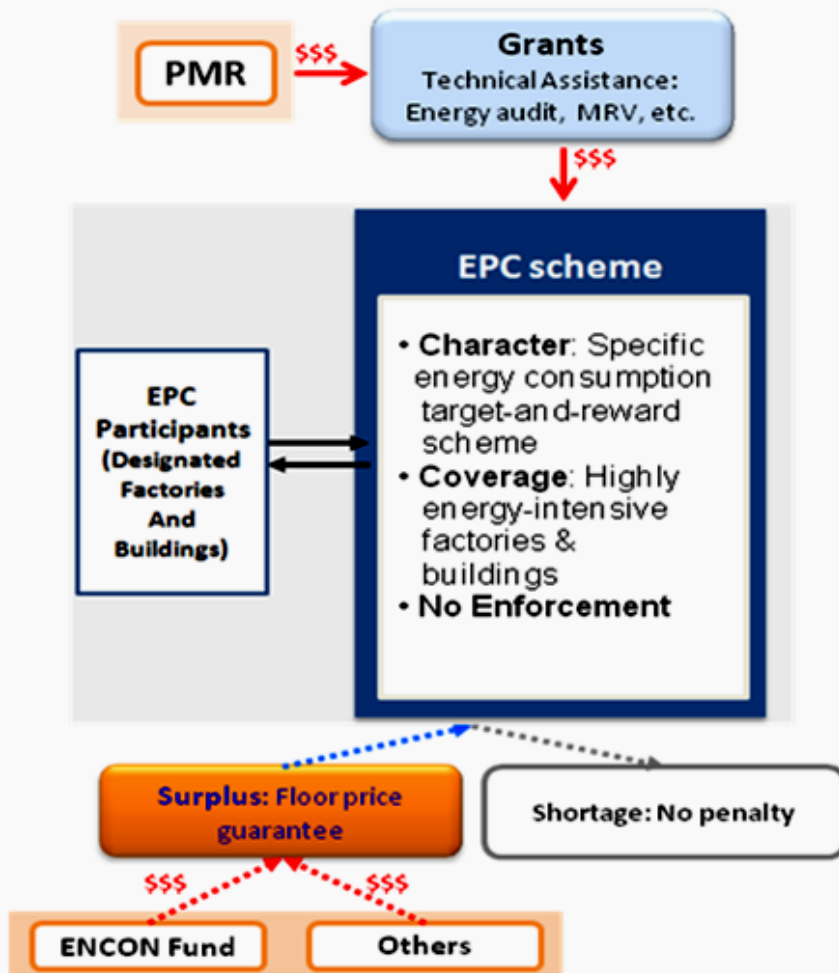 PMR
$$$
Grants
Technical Assistance:
Energy audit, MRV, etc.
$$$
EPC scheme
• Character: Specific
energy consumption
target-and-reward
scheme
• Coverage: Highly
energy-intensive
factories &
buildings
• No Enforcement
EPC
Participants
(Designated
Factories
And
Buildings)
Surplus: Floor price
guarantee
Shortage: No penalty
$$$
$$$
ENCON Fund
Others